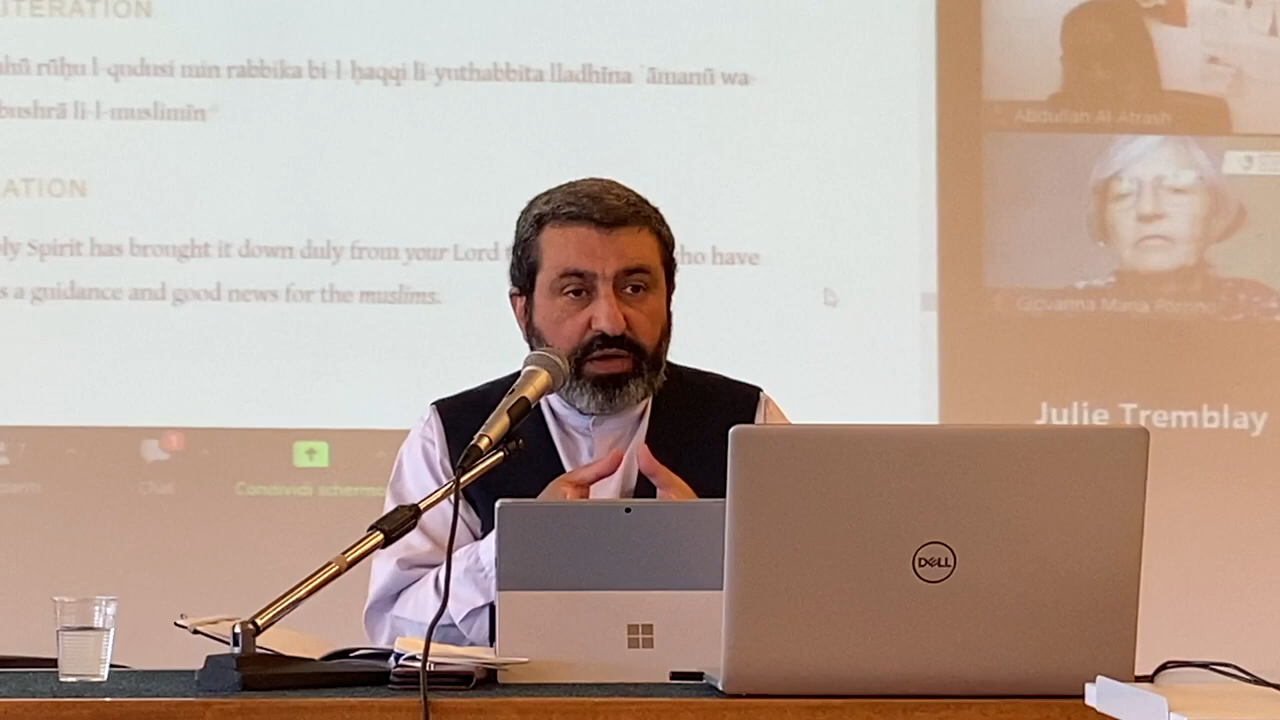 ITERATION
hū rūḥu l-qudusi min rabbika bi-l-ḥaqqi li-yuthabbita lladhīna ʾāmanū wa-
bushrā li-l-muslimīn
ATION
ly Spirit has brought it down duly from your Lord
ho have
s a guidance and good news for the muslims.
Abdullah Al-Atrash
Giovanna Maria
Julie Tremblay
1
Chat
Condividi schermo
DELL